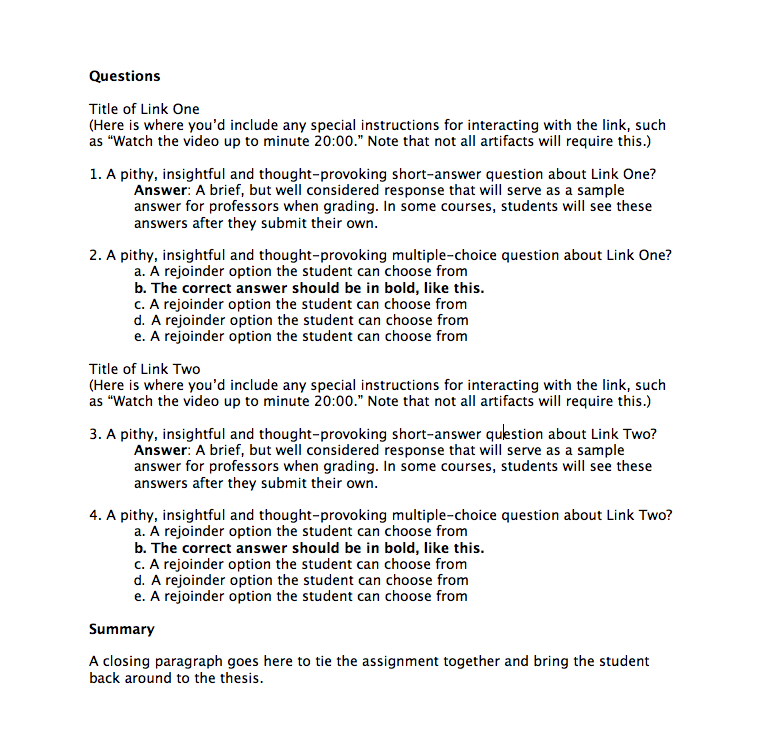 Questions
Title of Link One
(Here is where you’d include any special instructions for interacting with the link, such
as “Watch the video up to minute 20:00.” Note that not all artifacts will require this.)
1. A pithy, insightful and thought-provoking short-answer question about Link One?
Answer: A brief, but well considered response that will serve as a sample
answer for professors when grading. In some courses, students will see these
answers after they submit their own.
2. A pithy, insightful and thought-provoking multiple-choice question about Link One?
a. A rejoinder option the student can choose from
b. The correct answer should be in bold, like this.
c. A rejoinder option the student can choose from
d. A rejoinder option the student can choose from
e. A rejoinder option the student can choose from
Title of Link Two
(Here is where you’d include any special instructions for interacting with the link, such
as “Watch the video up to minute 20:00.” Note that not all artifacts will require this.)
3. A pithy, insightful and thought-provoking short-answer question about Link Two?
Answer: A brief, but well considered response that will serve as a sample
answer for professors when grading. In some courses, students will see these
answers after they submit their own.
4. A pithy, insightful and thought-provoking multiple-choice question about Link Two?
a. A rejoinder option the student can choose from
b. The correct answer should be in bold, like this.
c. A rejoinder option the student can choose from
d. A rejoinder option the student can choose from
e. A rejoinder option the student can choose from
Summary
A closing paragraph goes here to tie the assignment together and bring the student
back around to the thesis.